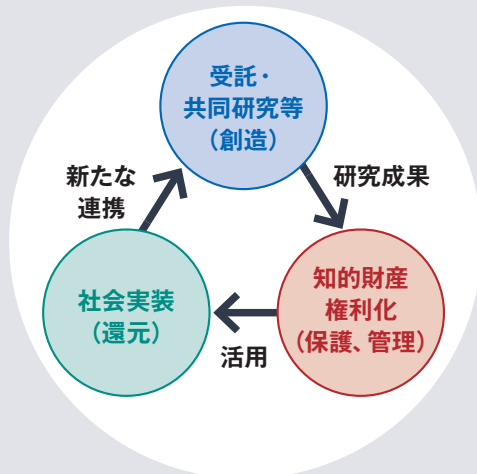 受託・
共同研究等
（創造）
新たな
連携
研究成果
社会実装
（還元）
知的財産
権利化
（保護、管理）
活用